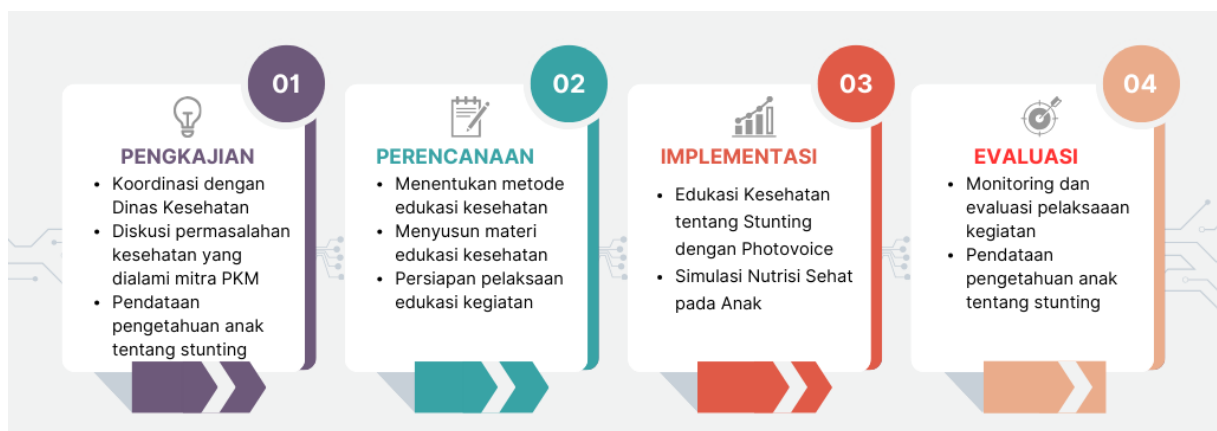 01
PENGKAJIAN
• Koordinasi dengan
Dinas Kesehatan
• Diskusi permasalahan
kesehatan yang
dialami mitra PKM
• Pendataan
pengetahuan anak
tentang stunting
02
PERENCANAAN
• Menentukan metode
edukasi kesehatan
• Menyusun materi
edukasi kesehatan
• Persiapan pelaksaan
edukasi kegiatan
03
IMPLEMENTASI
• Edukasi Kesehatan
tentang Stunting
dengan Photovoice
• Simulasi Nutrisi Sehat
pada Anak
04
EVALUASI
• Monitoring dan
evaluasi pelaksaaan
kegiatan
• Pendataan
pengetahuan anak
tentang stunting